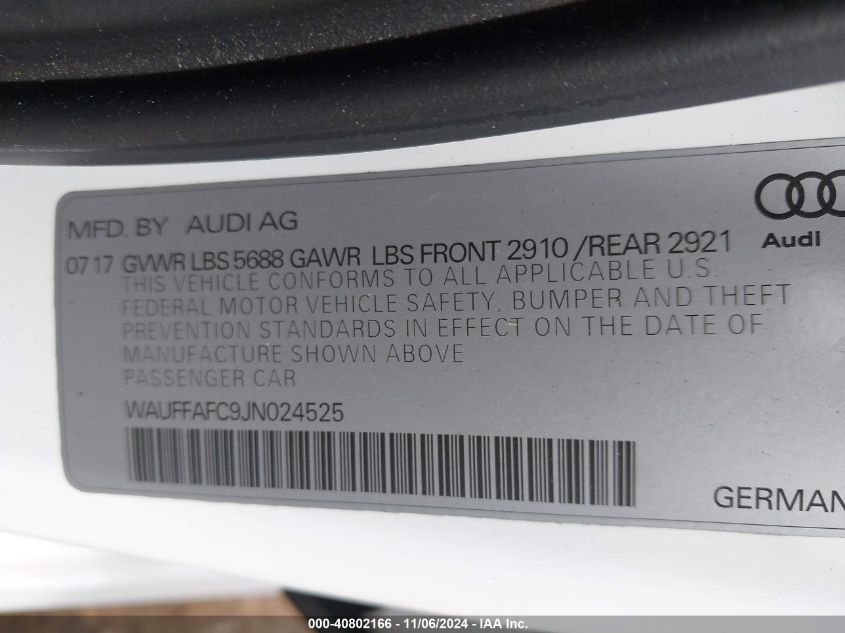 MFD. BY AUDI AG
Audi
07 17 GVWR LBS 5688 GAWR LBS FRONT 2910 /REAR 2921
THIS VEHICLE CONFORMS TO ALL APPLICABLE U.S.
FEDERAL MOTOR VEHICLE SAFETY, BUMPER AND THEFT
PREVENTION STANDARDS IN EFFECT ON THE DATE OF
MANUFACTURE SHOWN ABOVE
PASSENGER CAR
WAUFFAFC9JN024525
GERMAN
000-40802166 - 11/06/2024 - IAA Inc.